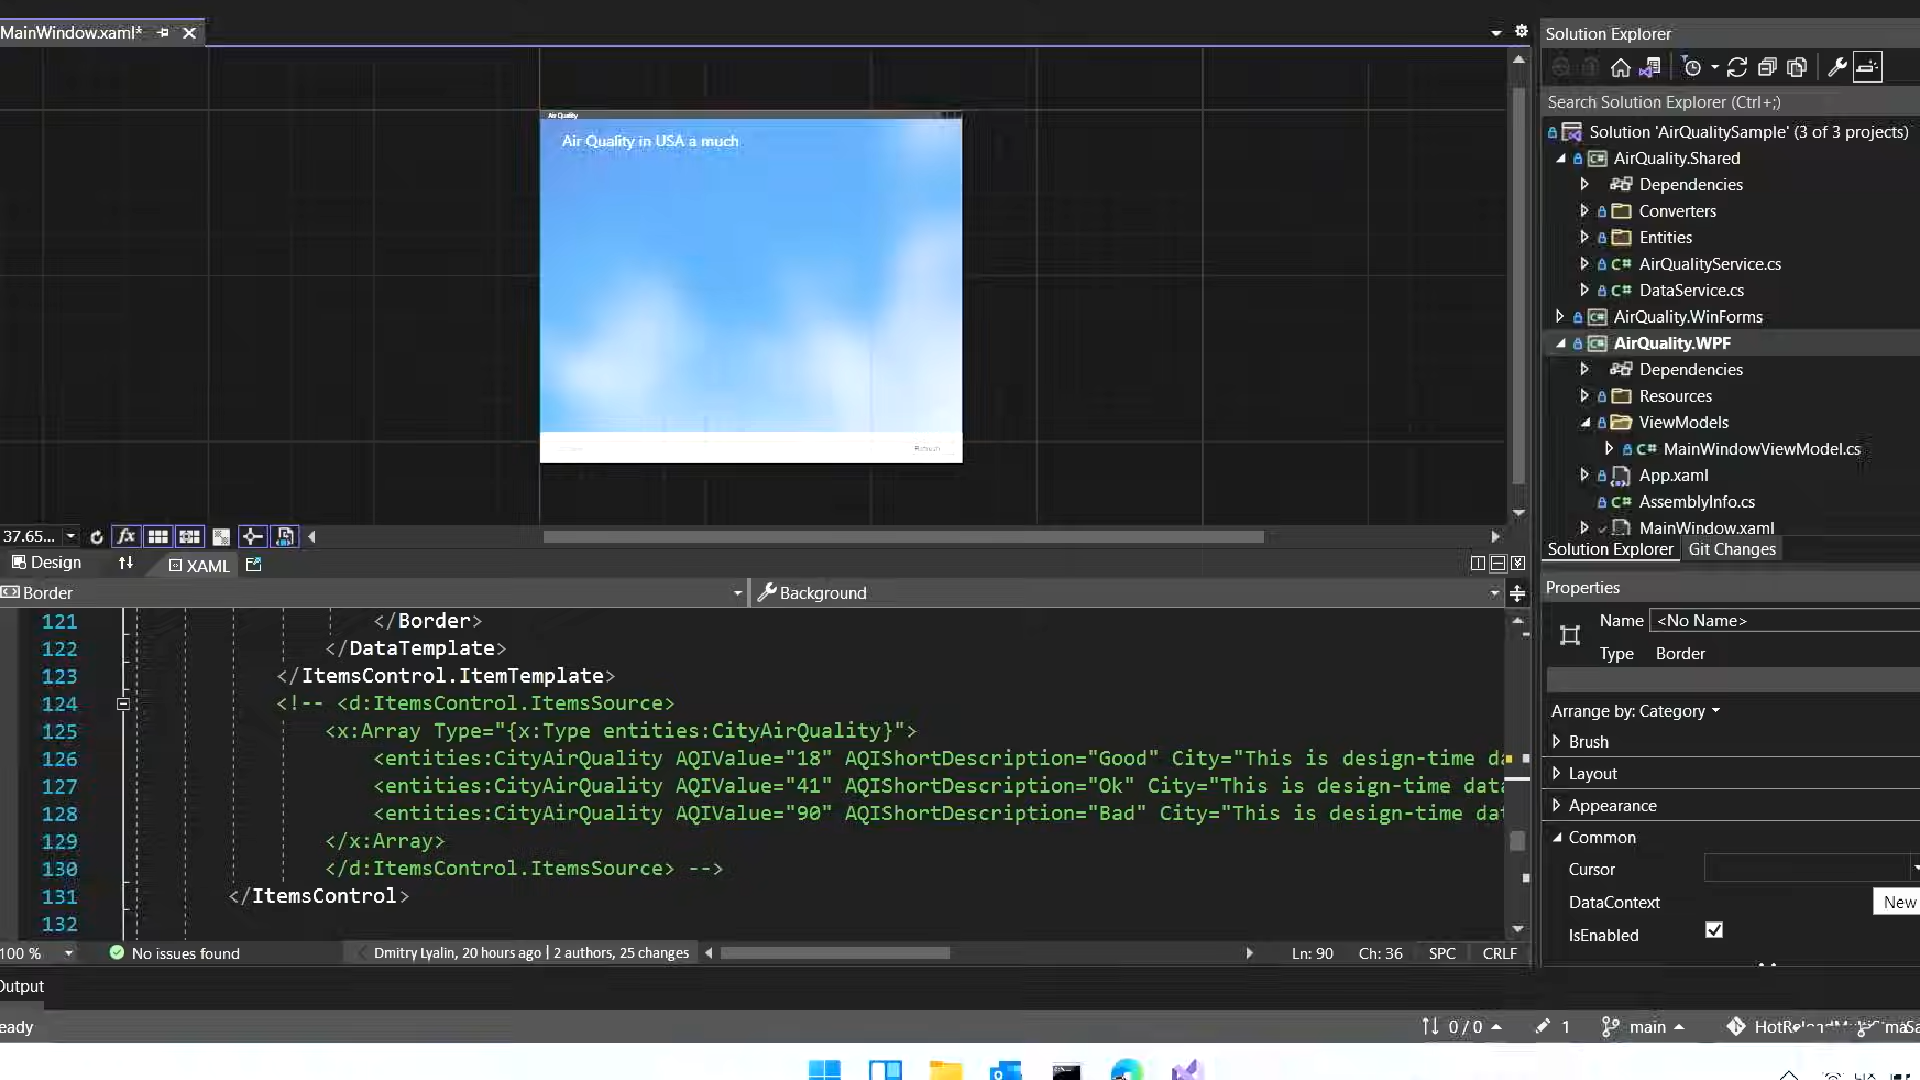 MainWindow.xaml*
Air Quality
Air Quality in USA a much
37.65...
Design
XAML
Border
Background
121 </Border>
122 </DataTemplate>
123 </ItemsControl.ItemTemplate>
124 <!-- <d:ItemsControl.ItemsSource>
125 <x:Array Type="{x:Type entities:CityAirQuality}">
126 <entities:CityAirQuality AQIValue="18" AQIShortDescription="Good" City="This is design-time da
127 <entities:CityAirQuality AQIValue="41" AQIShortDescription="Ok" City="This is design-time data
128 <entities:CityAirQuality AQIValue="90" AQIShortDescription="Bad" City="This is design-time dat
129 </x:Array>
130 </d:ItemsControl.ItemsSource> -->
131 </ItemsControl>
132
100 %
No issues found
Dmitry Lyalin, 20 hours ago | 2 authors, 25 changes
Ln: 90
Ch: 36
SPC
CRLF
Output
eady
0 / 0
1
main
Solution Explorer
Search Solution Explorer (Ctrl+;)
Solution 'AirQualitySample' (3 of 3 projects)
AirQuality.Shared
Dependencies
Converters
Entities
C# AirQualityService.cs
C# DataService.cs
AirQuality.WinForms
AirQuality.WPF
Dependencies
Resources
ViewModels
C# MainWindowViewModel.cs
App.xaml
C# AssemblyInfo.cs
MainWindow.xaml
Solution Explorer
Git Changes
Properties
Name <No Name>
Type Border
Arrange by: Category
Brush
Layout
Appearance
Common
Cursor
DataContext
New
IsEnabled